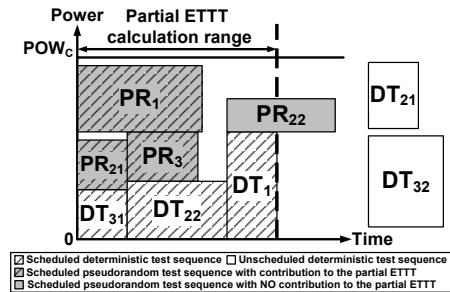 Power
Partial ETTT
calculation range
POWC
PR1
PR22
DT21
PR21
PR3
DT1
DT32
DT31
DT22
0
Time
Scheduled deterministic test sequence
Unscheduled deterministic test sequence
Scheduled pseudorandom test sequence with contribution to the partial ETTT
Scheduled pseudorandom test sequence with NO contribution to the partial ETTT